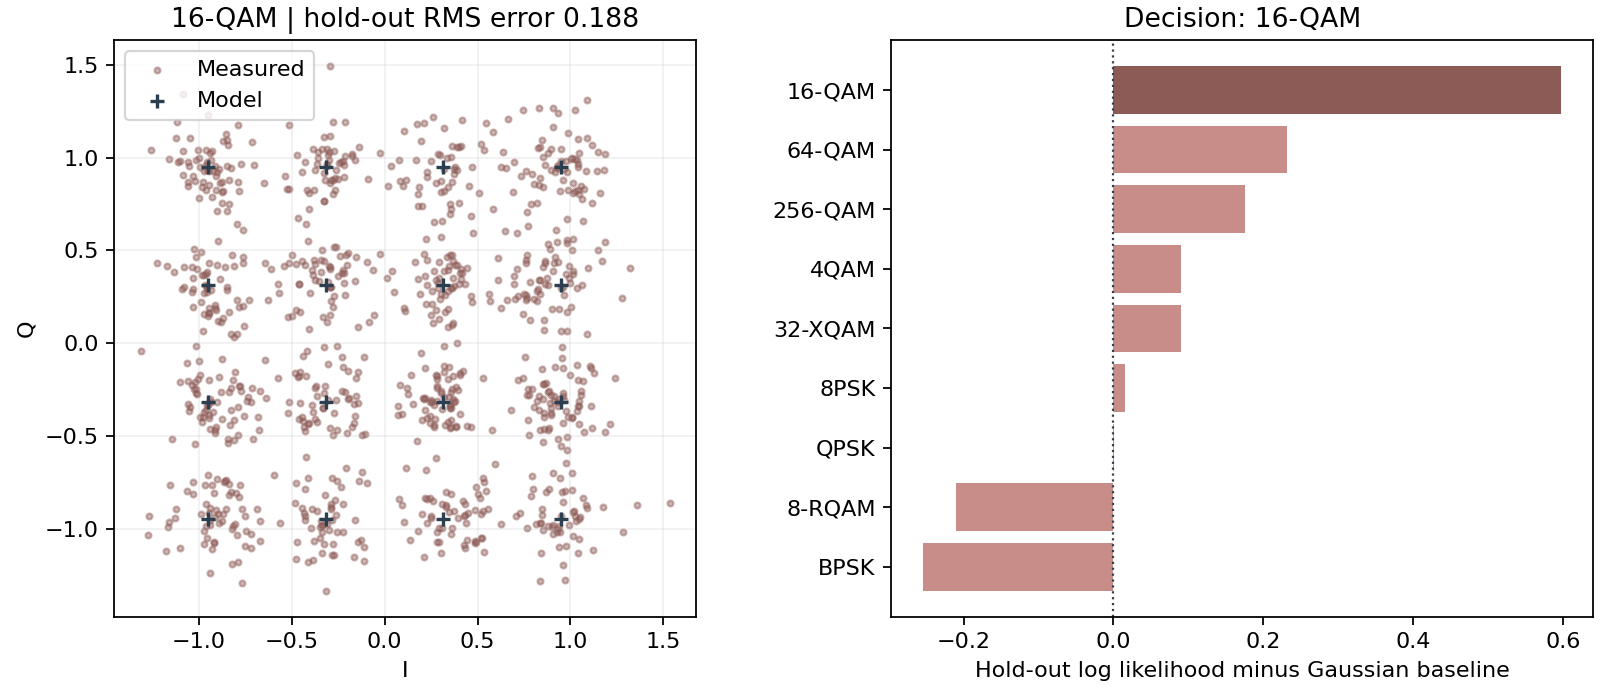 16-QAM | hold-out RMS error 0.188
Measured
Model
1.5
1.0
0.5
0.0
−0.5
−1.0
Q
−1.0
−0.5
0.0
0.5
1.0
1.5
I
Decision: 16-QAM
16-QAM
64-QAM
256-QAM
4QAM
32-XQAM
8PSK
QPSK
8-RQAM
BPSK
−0.2
0.0
0.2
0.4
0.6
Hold-out log likelihood minus Gaussian baseline